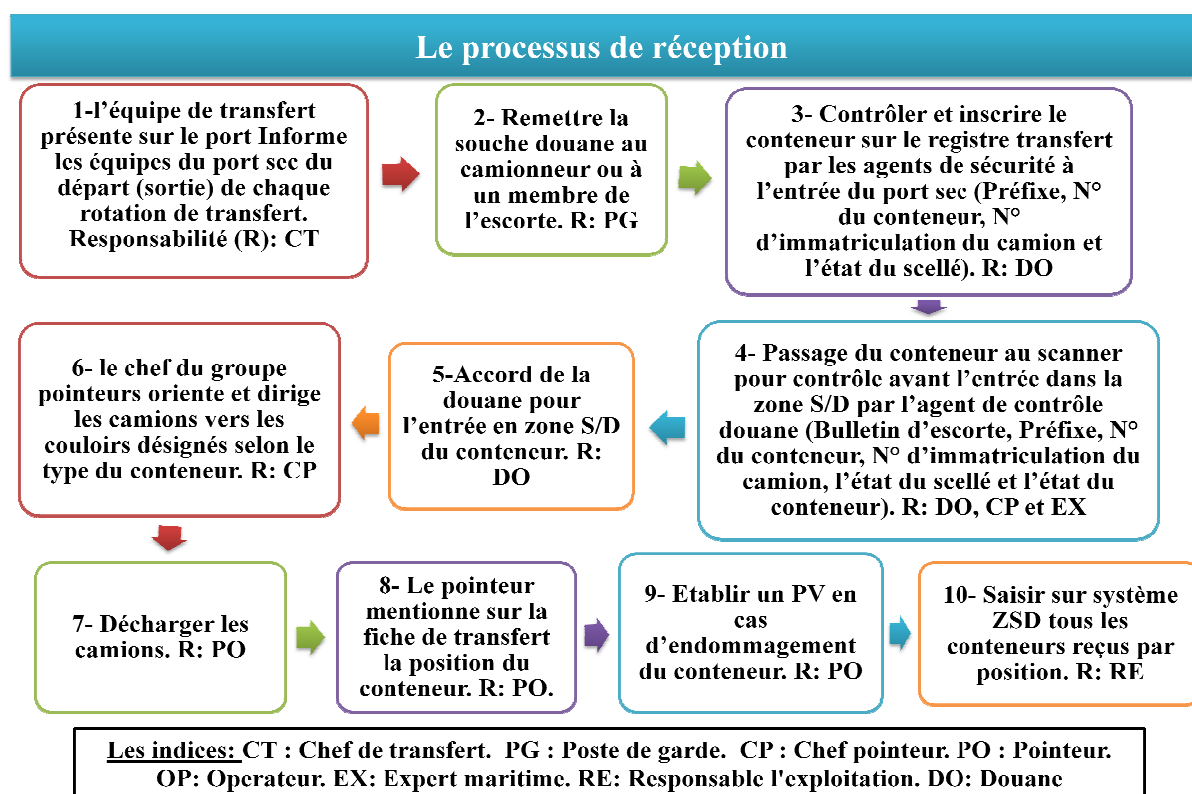 Le processus de réception
1-l’équipe de transfert
présente sur le port Informe
les équipes du port sec du
départ (sortie) de chaque
rotation de transfert.
Responsabilité (R): CT
2- Remettre la
souche douane au
camionneur ou à
un membre de
l’escorte. R: PG
3- Contrôler et inscrire le
conteneur sur le registre transfert
par les agents de sécurité à
l’entrée du port sec (Préfixe, N°
du conteneur, N°
d’immatriculation du camion et
l’état du scellé). R: DO
4- Passage du conteneur au scanner
pour contrôle avant l’entrée dans la
zone S/D par l’agent de contrôle
douane (Bulletin d’escorte, Préfixe, N°
du conteneur, N° d’immatriculation du
camion, l’état du scellé et l’état du
conteneur). R: DO, CP et EX
5-Accord de la
douane pour
l’entrée en zone S/D
du conteneur. R:
DO
6- le chef du groupe
pointeurs oriente et dirige
les camions vers les
couloirs désignés selon le
type du conteneur. R: CP
7- Décharger les
camions. R: PO
8- Le pointeur
mentionne sur la
fiche de transfert
la position du
conteneur. R: PO.
9- Etablir un PV en
cas
d’endommagement
du conteneur. R: PO
10- Saisir sur système
ZSD tous les
conteneurs reçus par
position. R: RE
Les indices: CT : Chef de transfert. PG : Poste de garde. CP : Chef pointeur. PO : Pointeur.
OP: Operateur. EX: Expert maritime. RE: Responsable l'exploitation. DO: Douane